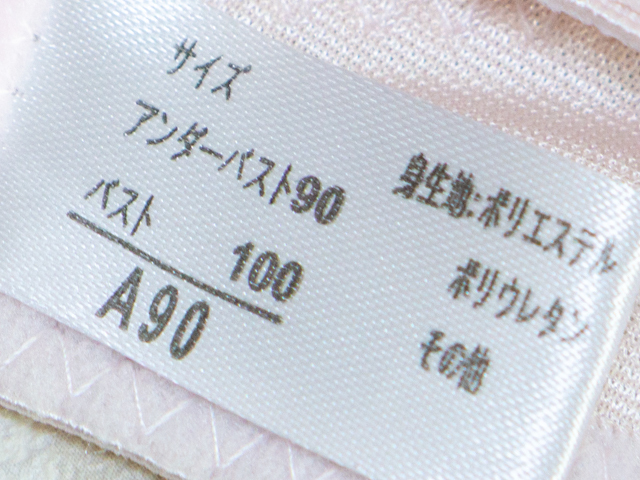 サイズ
アンダーバスト90
バスト 100
A90
身生地:ポリエステル
ポリウレタン
その他